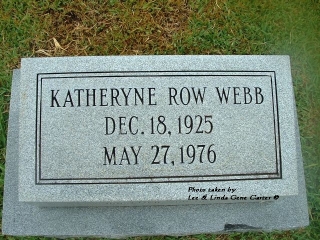 KATHERYNE ROW WEBB
DEC. 18, 1925
MAY 27, 1976
Photo taken by:
Lee & Linda Gene Carter ©